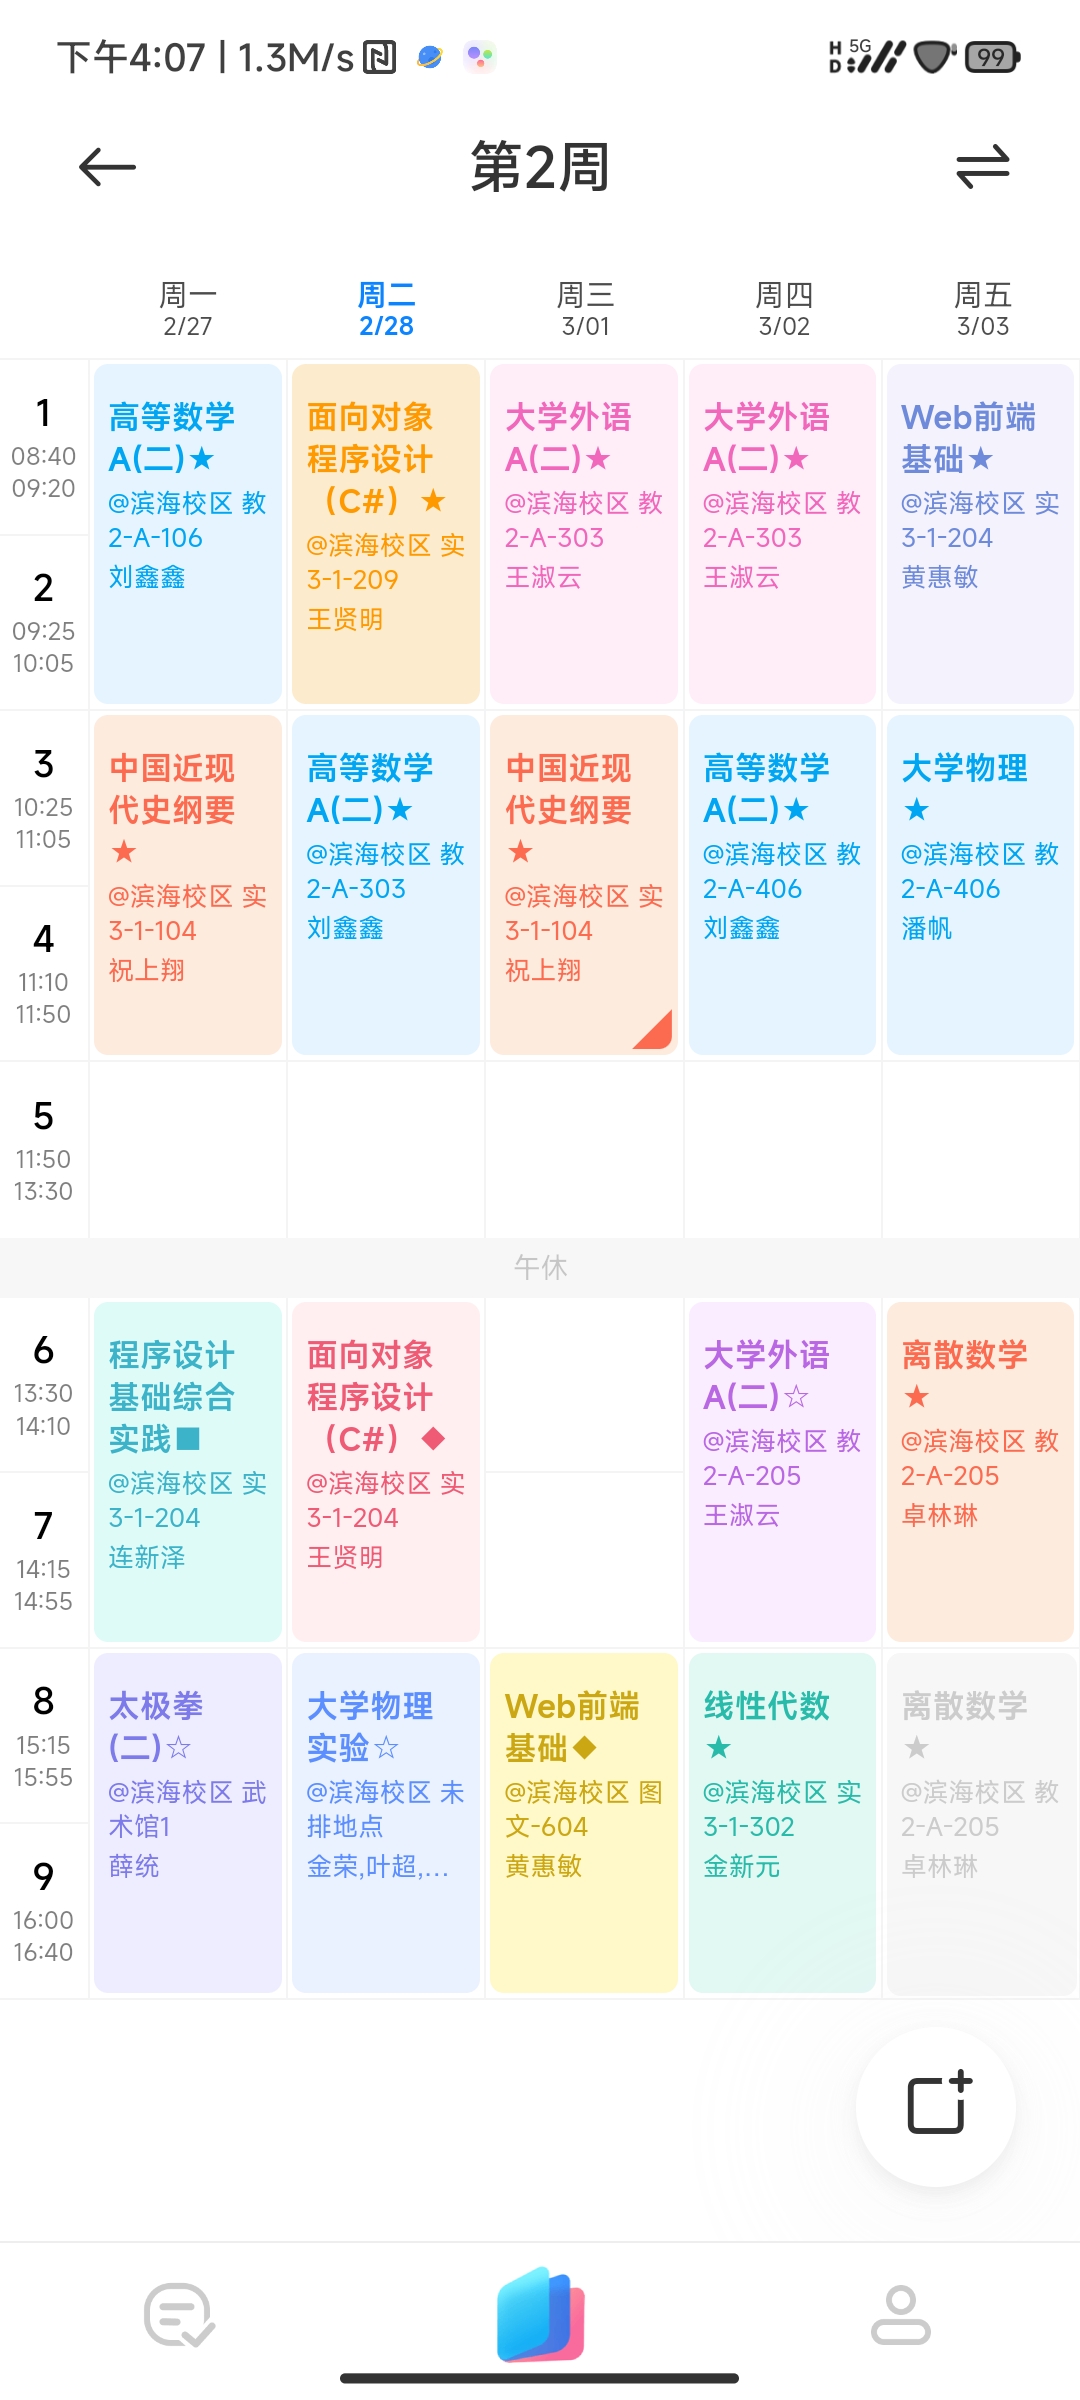 下午4:07 | 1.3M/s
HD 5G 99
第2周
周一 周二 周三 周四 周五
2/27 2/28 3/01 3/02 3/03
1
08:40
09:20
2
09:25
10:05
高等数学
A(二)★
@滨海校区 教
2-A-106
刘鑫鑫
面向对象
程序设计
（C#）★
@滨海校区 实
3-1-209
王贤明
大学外语
A(二)★
@滨海校区 教
2-A-303
王淑云
大学外语
A(二)★
@滨海校区 教
2-A-303
王淑云
Web前端
基础★
@滨海校区 实
3-1-204
黄惠敏
3
10:25
11:05
4
11:10
11:50
中国近现
代史纲要
★
@滨海校区 实
3-1-104
祝上翔
高等数学
A(二)★
@滨海校区 教
2-A-303
刘鑫鑫
中国近现
代史纲要
★
@滨海校区 实
3-1-104
祝上翔
高等数学
A(二)★
@滨海校区 教
2-A-406
刘鑫鑫
大学物理
★
@滨海校区 教
2-A-406
潘帆
5
11:50
13:30
午休
6
13:30
14:10
7
14:15
14:55
程序设计
基础综合
实践■
@滨海校区 实
3-1-204
连新泽
面向对象
程序设计
（C#）◆
@滨海校区 实
3-1-204
王贤明
大学外语
A(二)☆
@滨海校区 教
2-A-205
王淑云
离散数学
★
@滨海校区 教
2-A-205
卓林琳
8
15:15
15:55
9
16:00
16:40
太极拳
(二)☆
@滨海校区 武
术馆1
薛统
大学物理
实验☆
@滨海校区 未
排地点
金荣,叶超,...
Web前端
基础◆
@滨海校区 图
文-604
黄惠敏
线性代数
★
@滨海校区 实
3-1-302
金新元
离散数学
★
@滨海校区 教
2-A-205
卓林琳